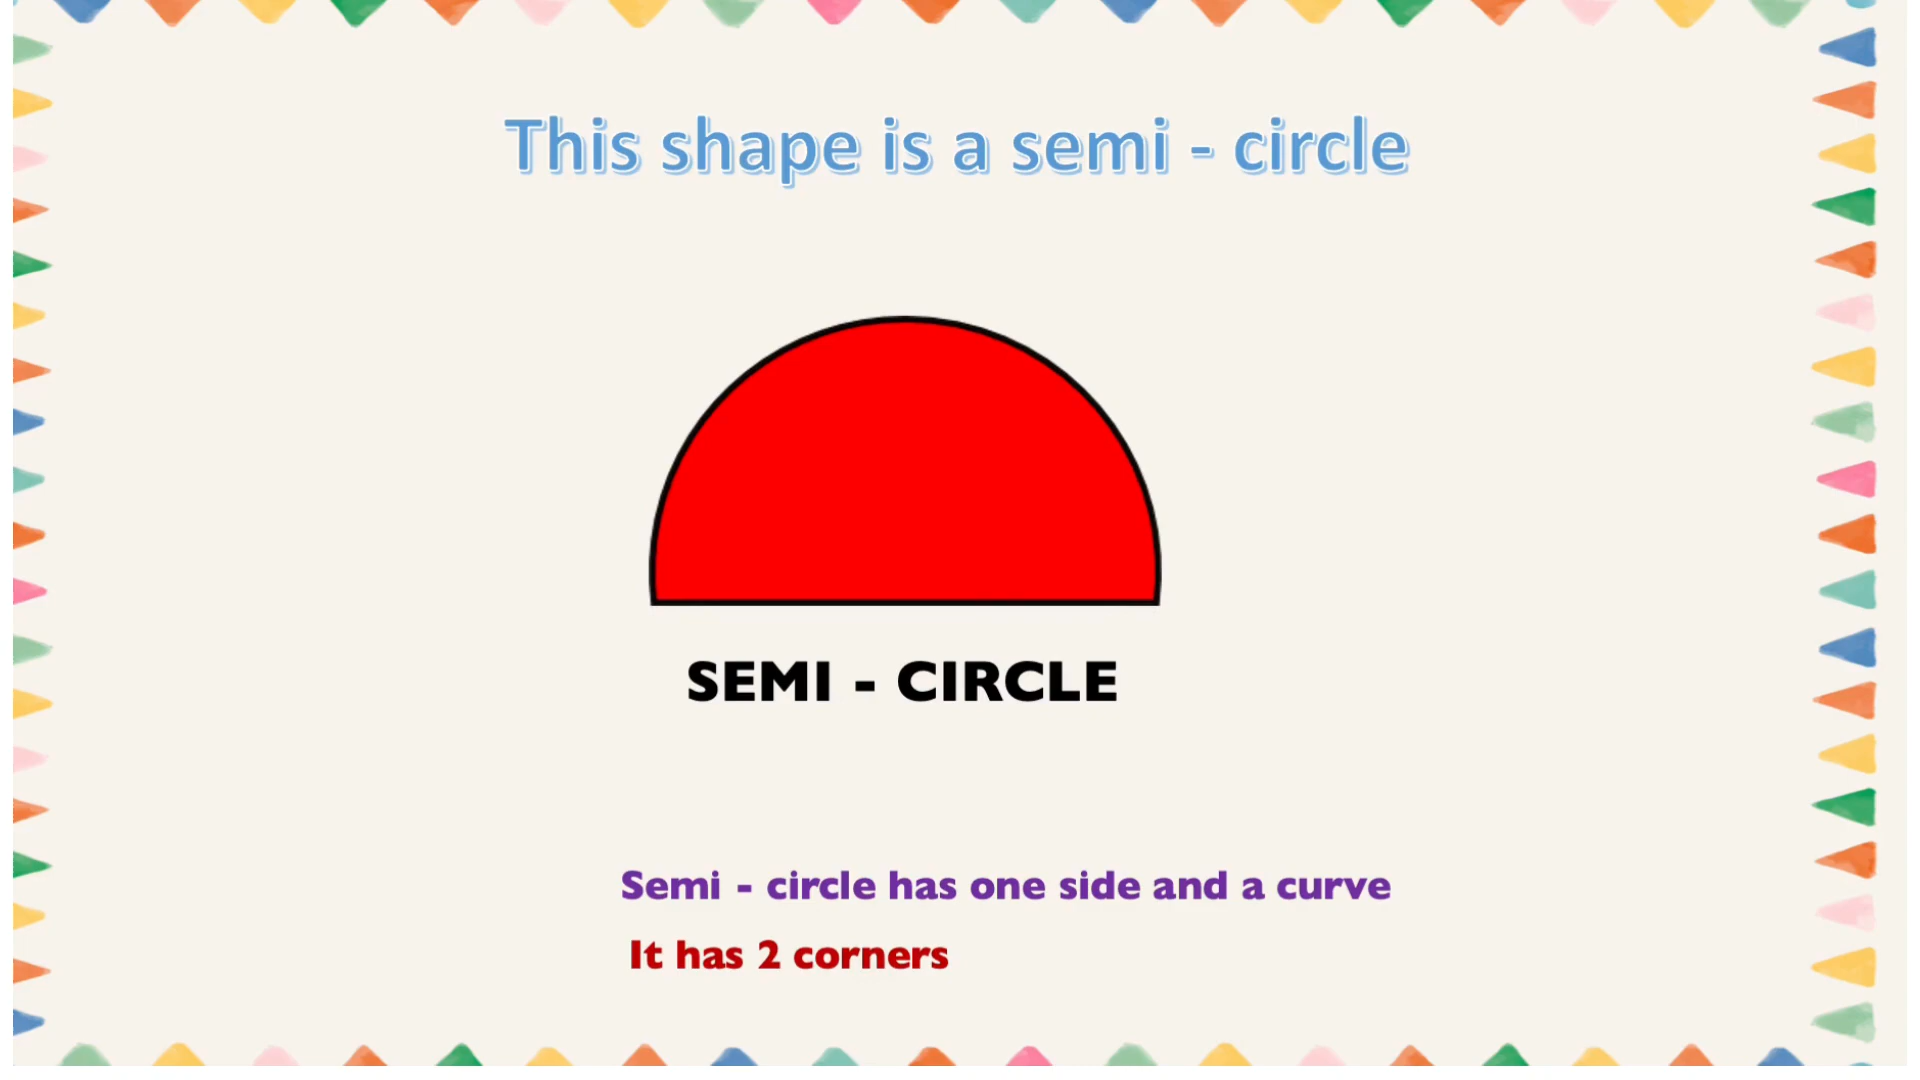 This shape is a semi - circle
SEMI - CIRCLE
Semi - circle has one side and a curve
It has 2 corners